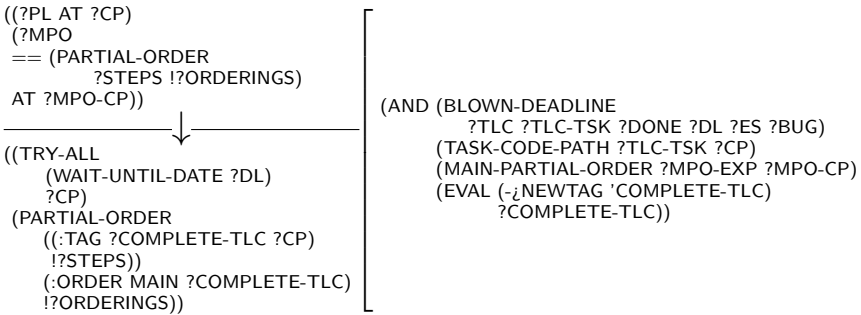 ((?PL AT ?CP)
(?MPO
== (PARTIAL-ORDER
?STEPS !?ORDERINGS)
AT ?MPO-CP))
((TRY-ALL
(WAIT-UNTIL-DATE ?DL)
?CP)
(PARTIAL-ORDER
((:TAG ?COMPLETE-TLC ?CP)
!?STEPS))
(:ORDER MAIN ?COMPLETE-TLC)
!?ORDERINGS))
(AND (BLOWN-DEADLINE
?TLC ?TLC-TSK ?DONE ?DL ?ES ?BUG)
(TASK-CODE-PATH ?TLC-TSK ?CP)
(MAIN-PARTIAL-ORDER ?MPO-EXP ?MPO-CP)
(EVAL (-¿NEWTAG 'COMPLETE-TLC)
?COMPLETE-TLC))